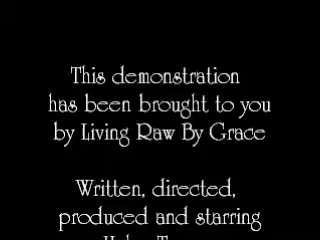 This demonstration
has been brought to you
by Living Raw By Grace
Written, directed,
produced and starring